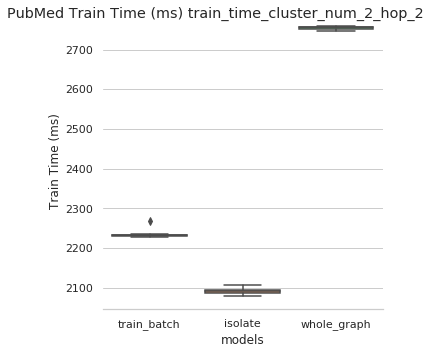 PubMed Train Time (ms) train_time_cluster_num_2_hop_2
2700
2600
2500
2400
2300
2200
2100
Train Time (ms)
train_batch isolate whole_graph
models